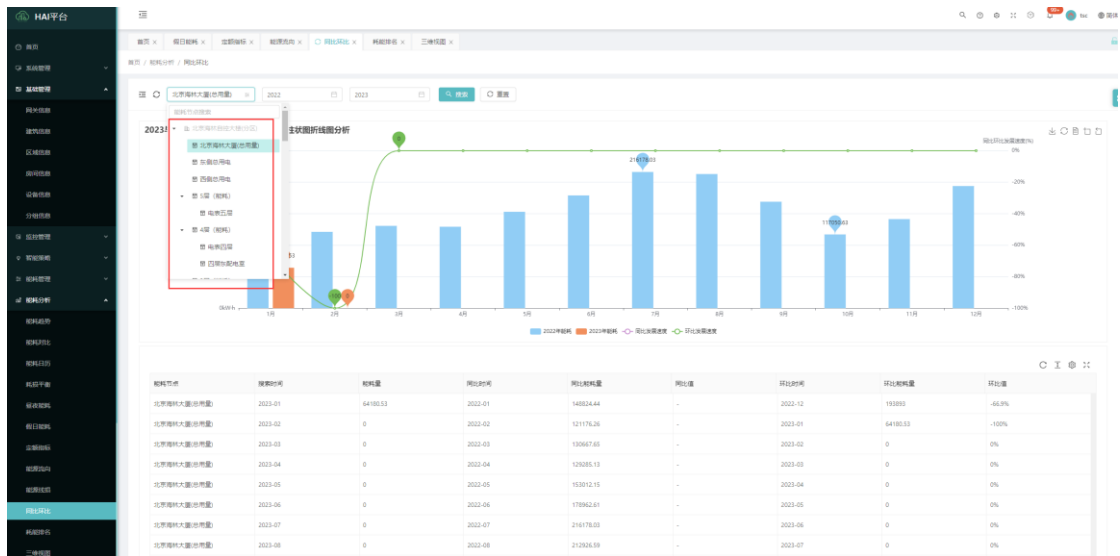 HAI平台
99+
首页 × 假日能耗 × 定额指标 × 能源流向 × 同比环比 × 耗能排名 × 三维视图 ×
首页 / 能耗分析 / 同比环比
首页
系统管理
基础管理
网关信息
建筑信息
区域信息
房间信息
设备信息
分组信息
监控管理
智能策略
能耗管理
能耗分析
能耗趋势
能耗对比
能耗日历
耗损平衡
昼夜能耗
假日能耗
定额指标
能源流向
同比环比
耗能排名
三维视图
北京海林大厦(总用量) 2022 2023 搜索 重置
能耗节点搜索
北京海林大厦(总用量)
东侧总用电
西侧总用电
5层 (能耗)
电表五层
4层 (能耗)
电表四层
四层东配电室
2023
柱状图折线图分析
同比环比发展速度(%)
0%
-20%
-40%
-60%
-80%
-100%
216178.03
0kWh
1月 2月 3月 4月 5月 6月 7月 8月 9月 10月 11月 12月
2022年能耗 2023年能耗 同比发展速度 环比发展速度
能耗节点 搜索时间 能耗量 同比时间 同比能耗量 同比值 环比时间 环比能耗量 环比值
北京海林大厦(总用量) 2023-01 64180.53 2022-01 148824.44 - 2022-12 193893 -66.9%
北京海林大厦(总用量) 2023-02 0 2022-02 121176.26 - 2023-01 64180.53 -100%
北京海林大厦(总用量) 2023-03 0 2022-03 130667.65 - 2023-02 0 0%
北京海林大厦(总用量) 2023-04 0 2022-04 129285.13 - 2023-03 0 0%
北京海林大厦(总用量) 2023-05 0 2022-05 153012.15 - 2023-04 0 0%
北京海林大厦(总用量) 2023-06 0 2022-06 178962.61 - 2023-05 0 0%
北京海林大厦(总用量) 2023-07 0 2022-07 216178.03 - 2023-06 0 0%
北京海林大厦(总用量) 2023-08 0 2022-08 212926.59 - 2023-07 0 0%